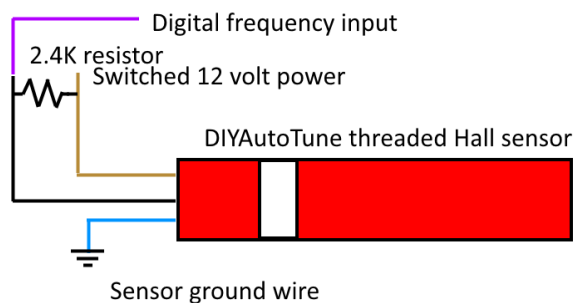 Digital frequency input
2.4K resistor
Switched 12 volt power
DIYAutoTune threaded Hall sensor
Sensor ground wire